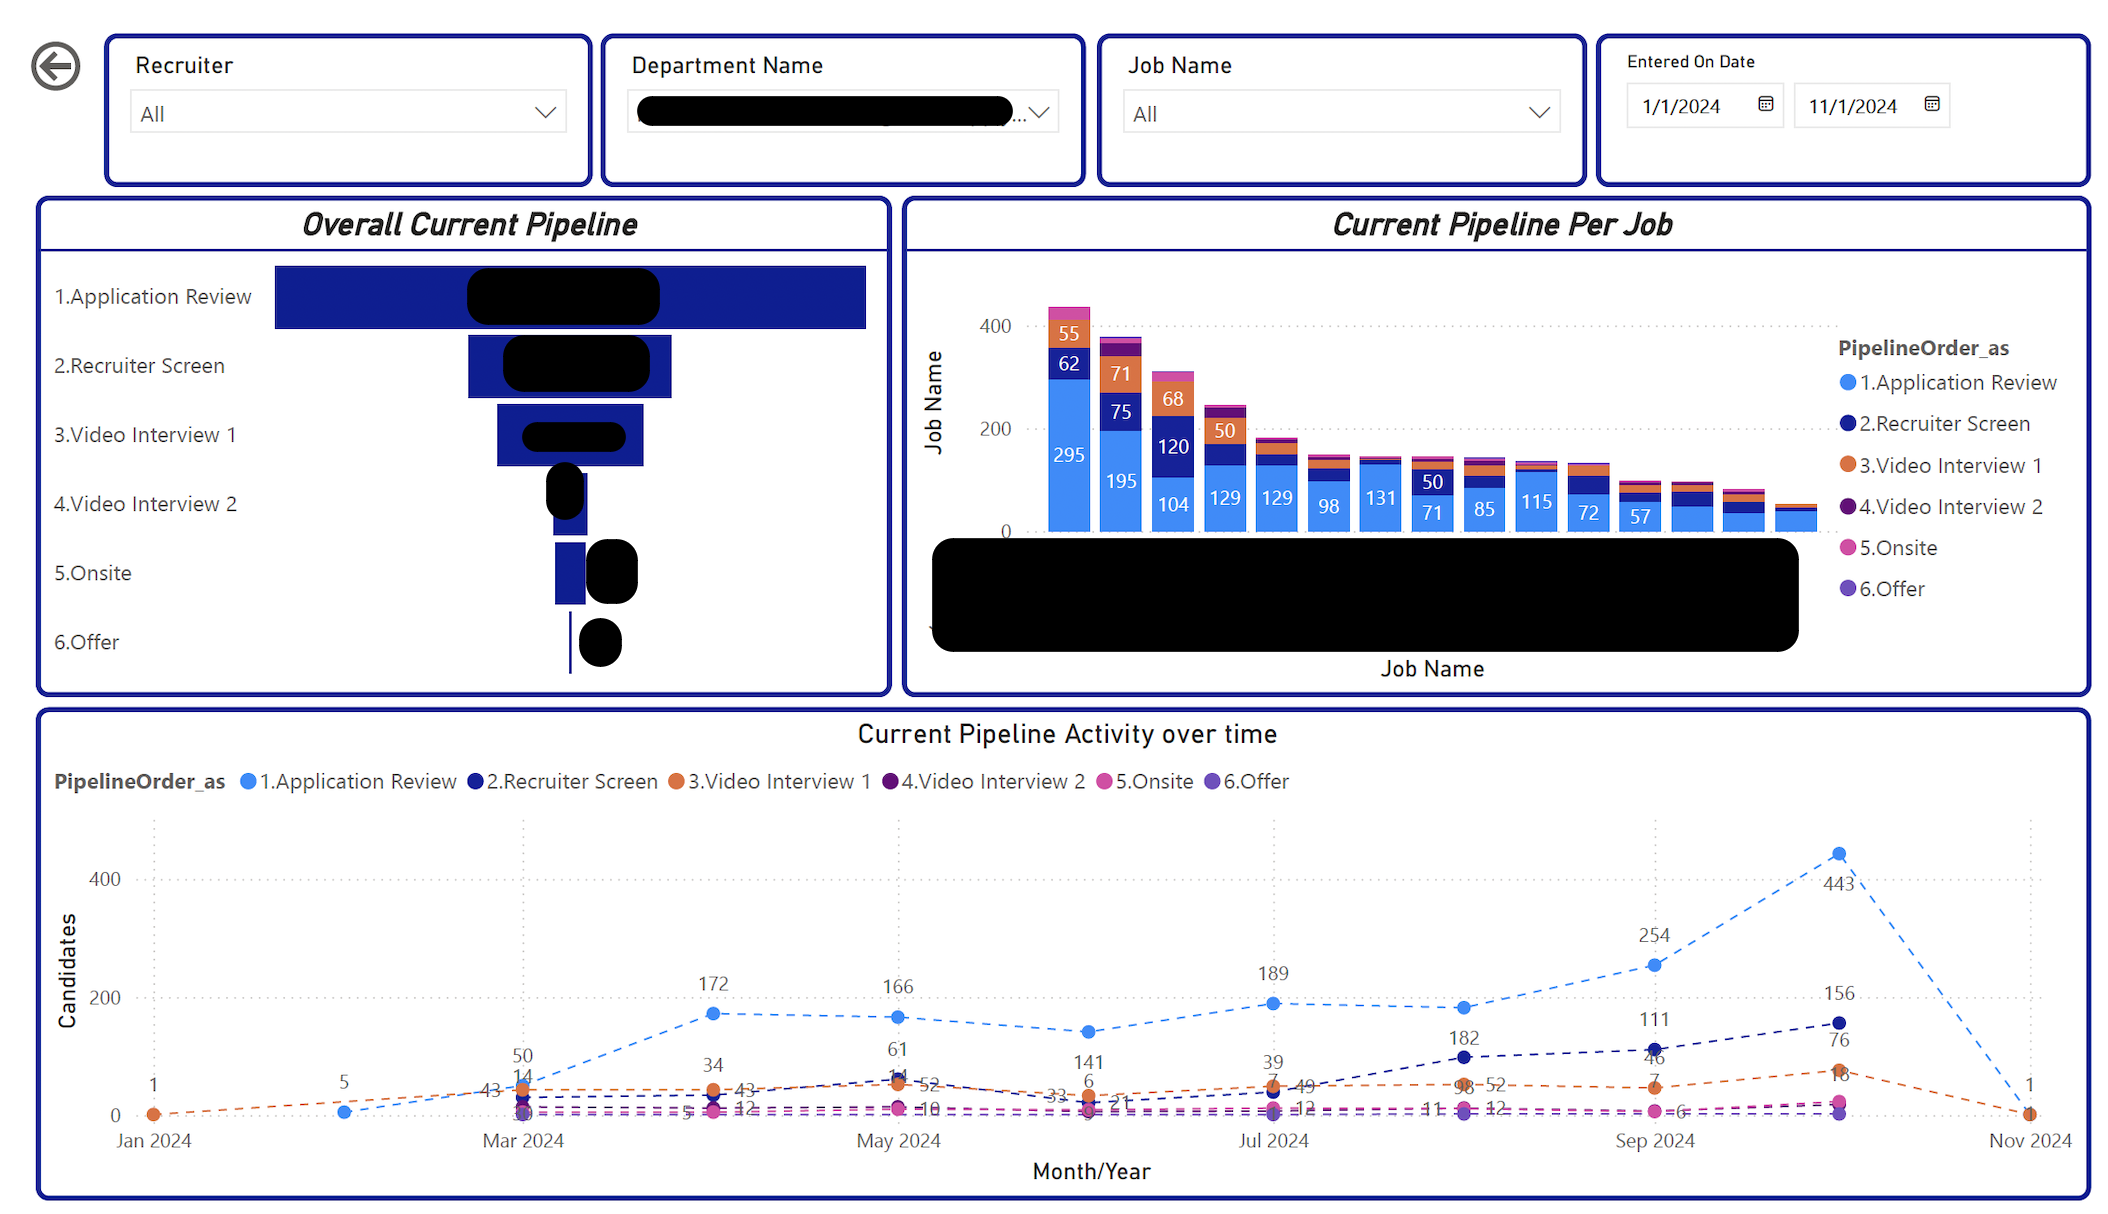 Recruiter
All
Department Name
...
Job Name
All
Entered On Date
1/1/2024
11/1/2024
Overall Current Pipeline
1.Application Review
2.Recruiter Screen
3.Video Interview 1
4.Video Interview 2
5.Onsite
6.Offer
Current Pipeline Per Job
Job Name
400
200
0
55
62
295
71
75
195
68
120
104
50
129
129
98
131
50
71
85
115
72
57
Job Name
PipelineOrder_as
1.Application Review
2.Recruiter Screen
3.Video Interview 1
4.Video Interview 2
5.Onsite
6.Offer
Current Pipeline Activity over time
PipelineOrder_as 1.Application Review 2.Recruiter Screen 3.Video Interview 1 4.Video Interview 2 5.Onsite 6.Offer
Candidates
400
200
0
443
254
156
189
172
166
111
182
76
61
50
34
141
39
46
14
14
6
7
98
52
7
18
1
5
43
43
52
33
21
49
1
5
12
10
9
12
11
12
6
1
Jan 2024 Mar 2024 May 2024 Jul 2024 Sep 2024 Nov 2024
Month/Year